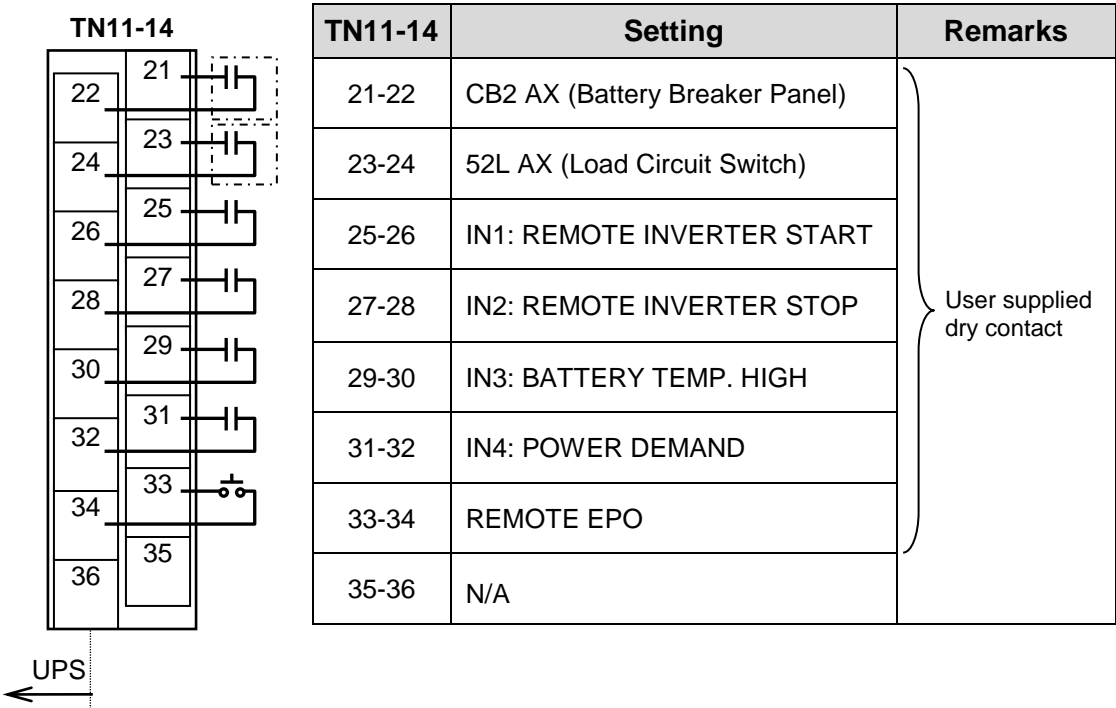 TN11-14
21
22
23
24
25
26
27
28
29
30
31
32
33
34
35
36
UPS
TN11-14 Setting Remarks
21-22 CB2 AX (Battery Breaker Panel)
23-24 52L AX (Load Circuit Switch)
25-26 IN1: REMOTE INVERTER START
27-28 IN2: REMOTE INVERTER STOP
29-30 IN3: BATTERY TEMP. HIGH
31-32 IN4: POWER DEMAND
33-34 REMOTE EPO
35-36 N/A
User supplied
dry contact